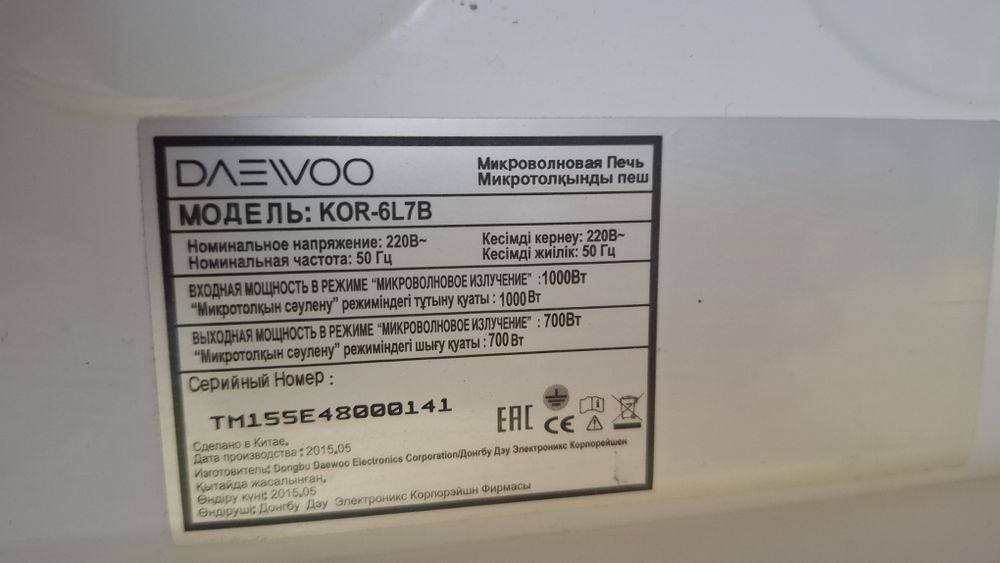 DAEWOO
Микроволновая Печь
Микротолқынды пеш
МОДЕЛЬ: KOR-6L7B
Номинальное напряжение: 220В~
Номинальная частота: 50 Гц
Кесімді кернеу: 220В~
Кесімді жиілік: 50 Гц
ВХОДНАЯ МОЩНОСТЬ В РЕЖИМЕ “МИКРОВОЛНОВОЕ ИЗЛУЧЕНИЕ” :1000Вт
“Микротолқын сәулену” режиміндегі тұтыну қуаты : 1000 Вт
ВЫХОДНАЯ МОЩНОСТЬ В РЕЖИМЕ “МИКРОВОЛНОВОЕ ИЗЛУЧЕНИЕ” : 700Вт
“Микротолқын сәулену” режиміндегі шығу қуаты : 700 Вт
Серийный Номер :
TM155E48000141
EAC
CE
Сделано в Китае.
Дата производства : 2015.05
Изготовитель: Dongbu Daewoo Electronics Corporation/Донгбу Дэу Электроникс Корпорейшен
Қытайда жасалынған.
Өндіру күні: 2015.05
Өндіруші: Донгбу Дэу Электроникс Корпорэйшн Фирмасы